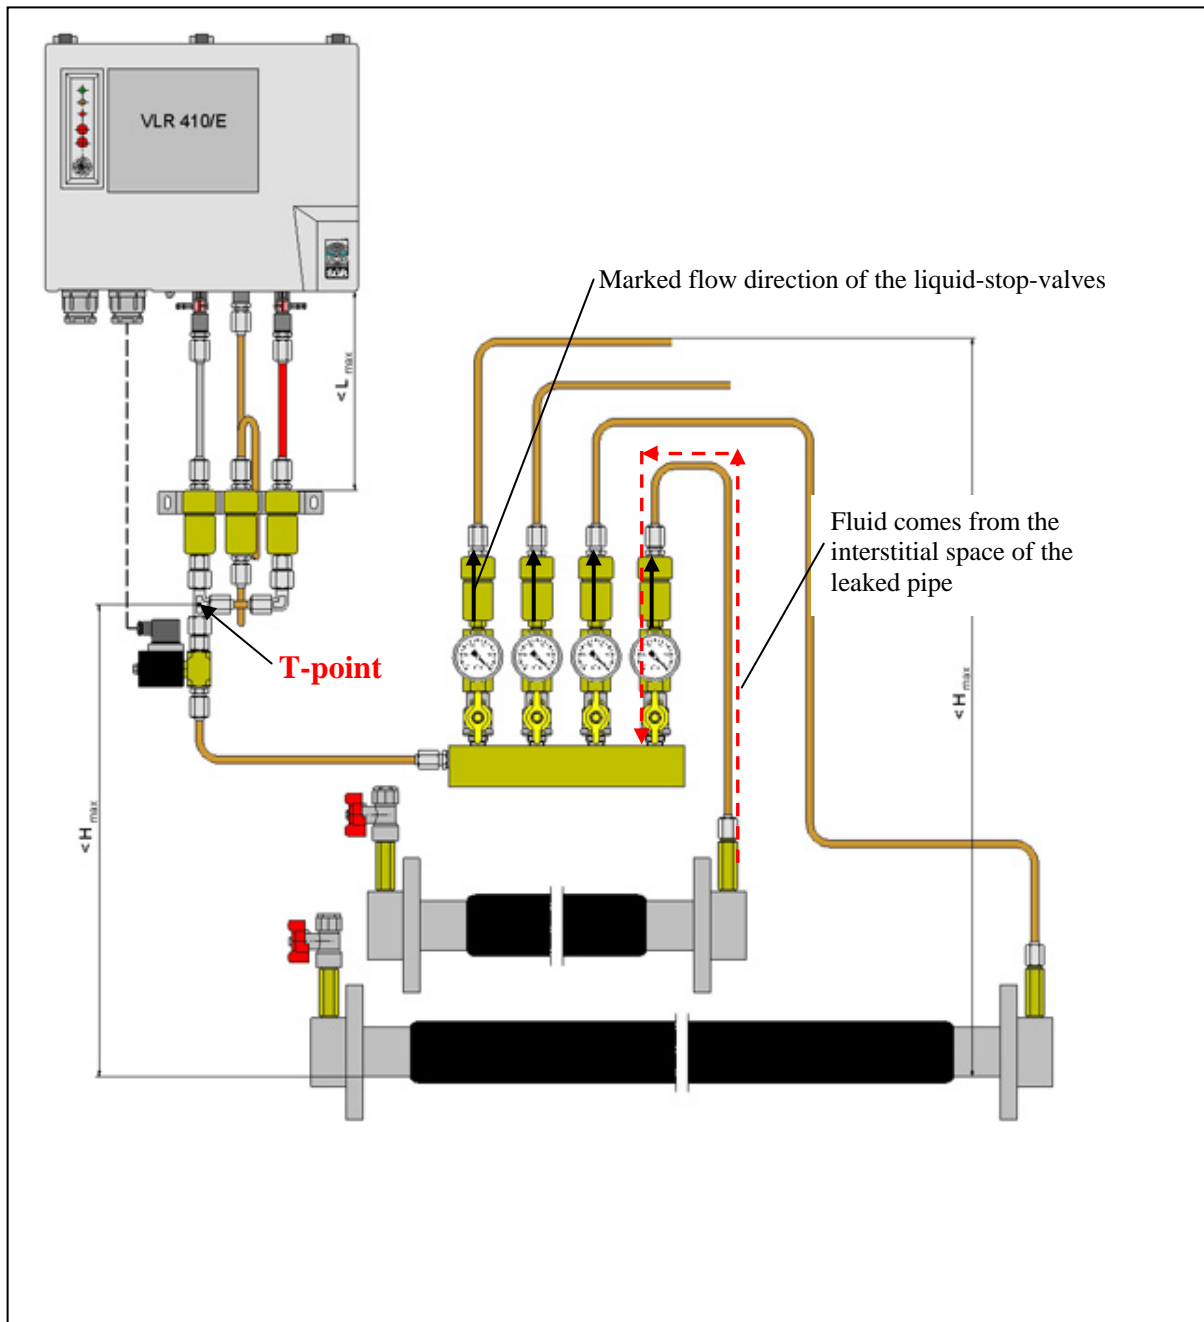 VLR 410/E
Marked flow direction of the liquid-stop-valves
< L max
Fluid comes from the
interstitial space of the
leaked pipe
T-point
< H max
< H max